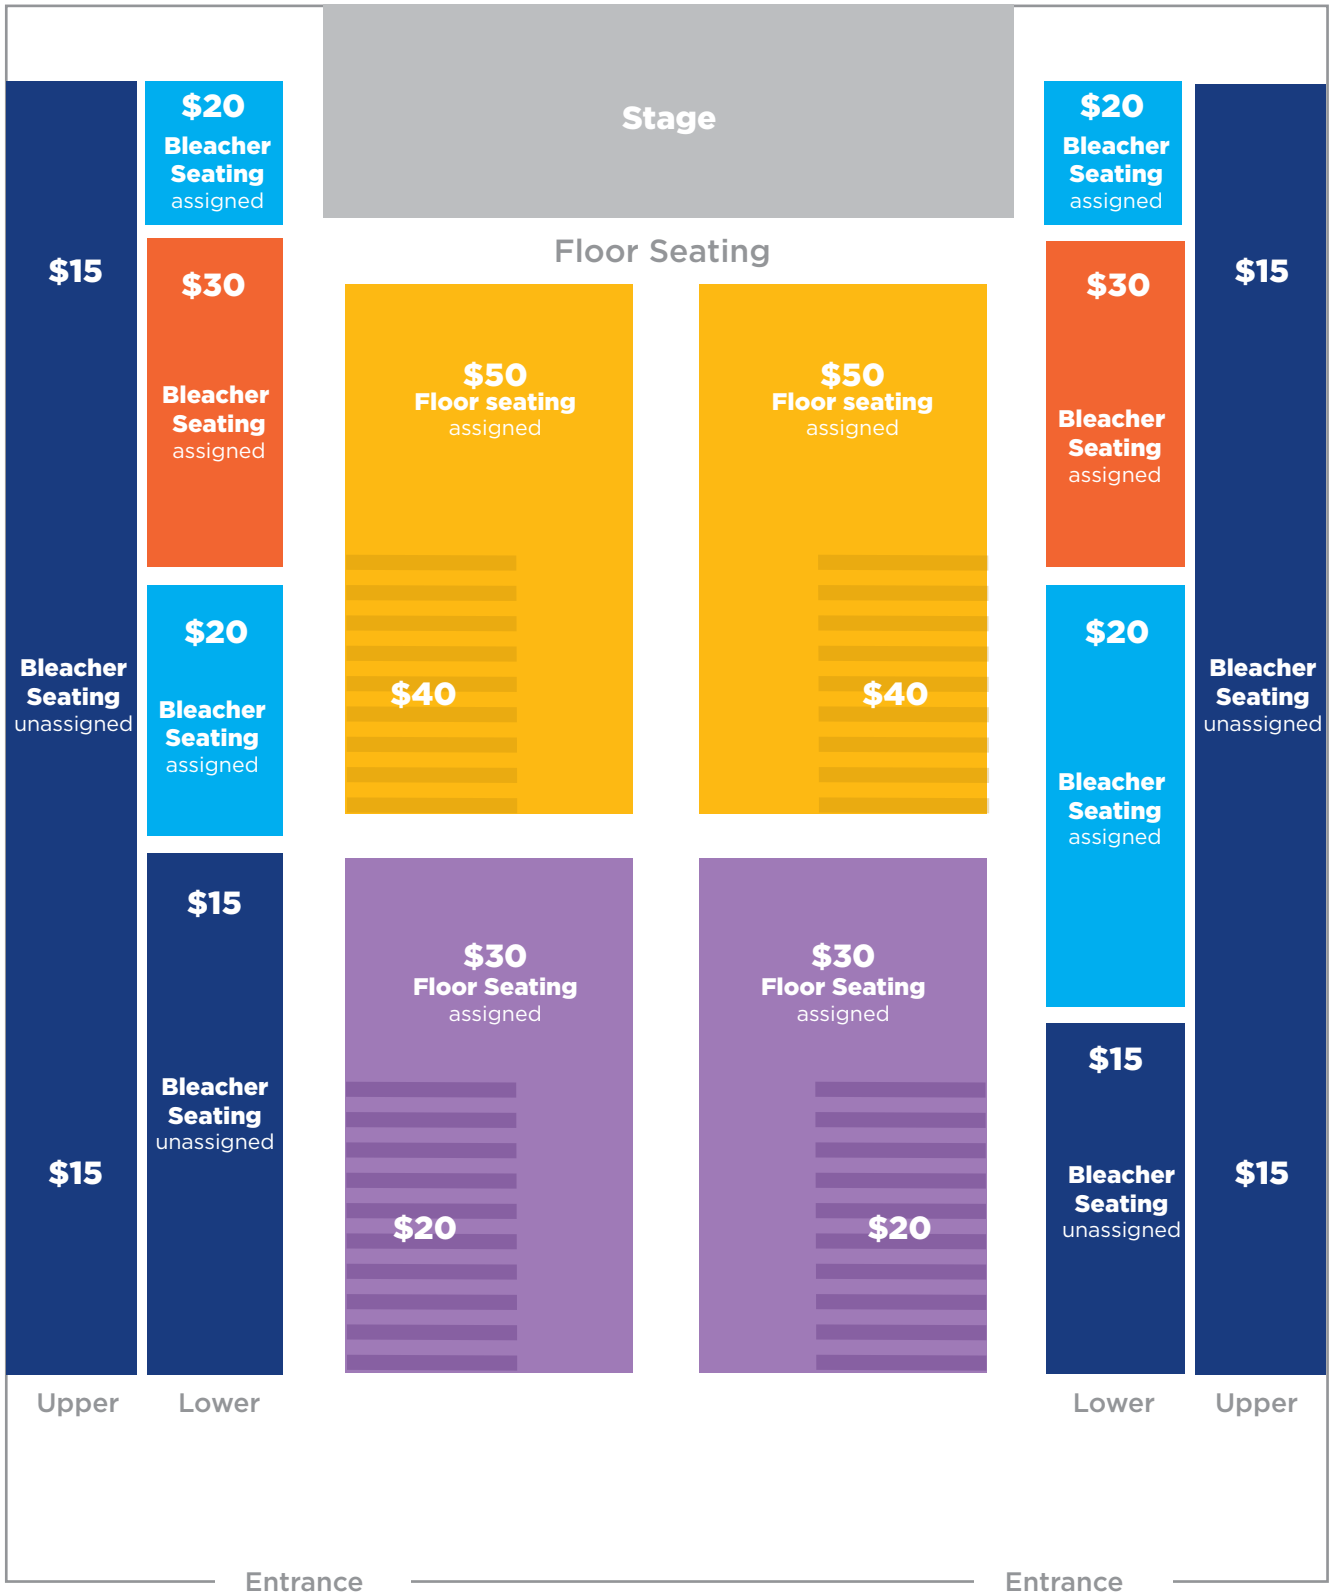 Stage
Floor Seating
$20
Bleacher
Seating
assigned
$20
Bleacher
Seating
assigned
$15
$30
Bleacher
Seating
assigned
$50
Floor seating
assigned
$50
Floor seating
assigned
$30
Bleacher
Seating
assigned
$15
Bleacher
Seating
unassigned
$20
Bleacher
Seating
assigned
$40
$40
$20
Bleacher
Seating
assigned
Bleacher
Seating
unassigned
$15
Bleacher
Seating
unassigned
$30
Floor Seating
assigned
$30
Floor Seating
assigned
$15
Bleacher
Seating
unassigned
$15
$20
$20
$15
Upper
Lower
Lower
Upper
Entrance
Entrance